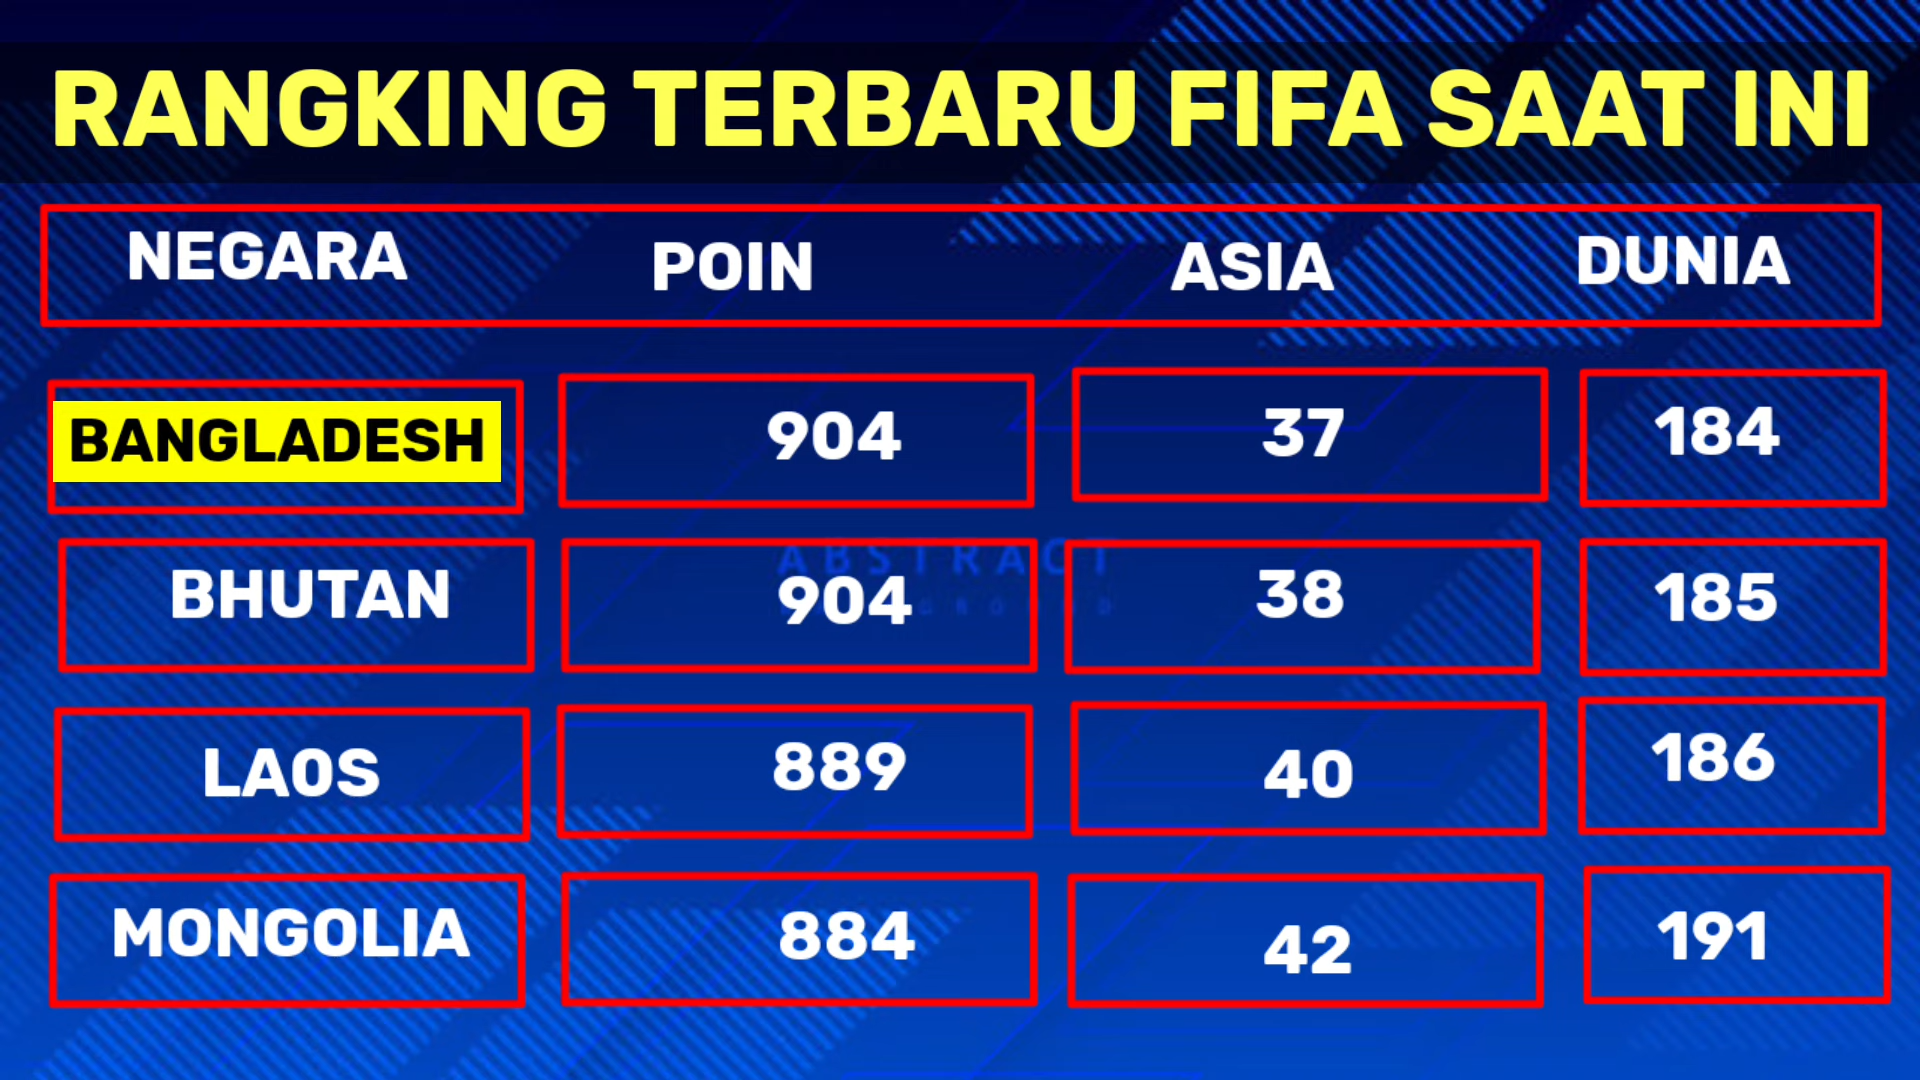 RANGKING TERBARU FIFA SAAT INI
NEGARA POIN ASIA DUNIA
BANGLADESH 904 37 184
ABSTRACT
BHUTAN 904 38 185
LAOS 889 40 186
MONGOLIA 884 42 191